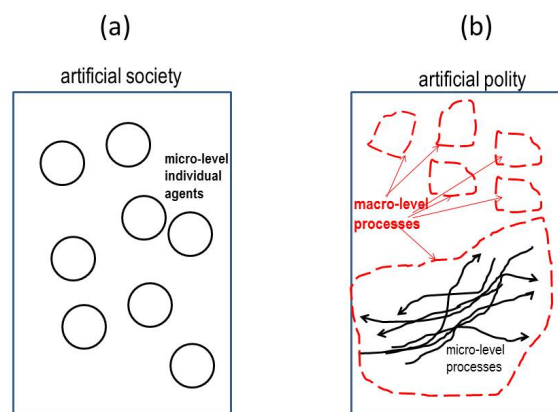 (a)
artificial society
micro-level
individual
agents
(b)
artificial polity
macro-level
processes
micro-level
processes